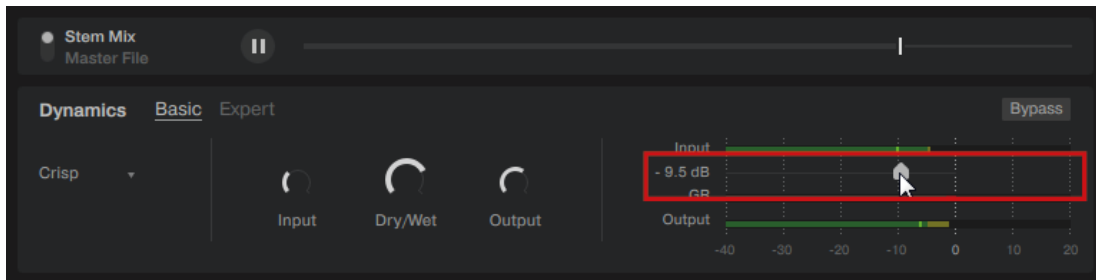 Stem Mix
Master File
Dynamics Basic Expert Bypass
Crisp
Input Dry/Wet Output
Input
- 9.5 dB
GR
Output
-40 -30 -20 -10 0 10 20